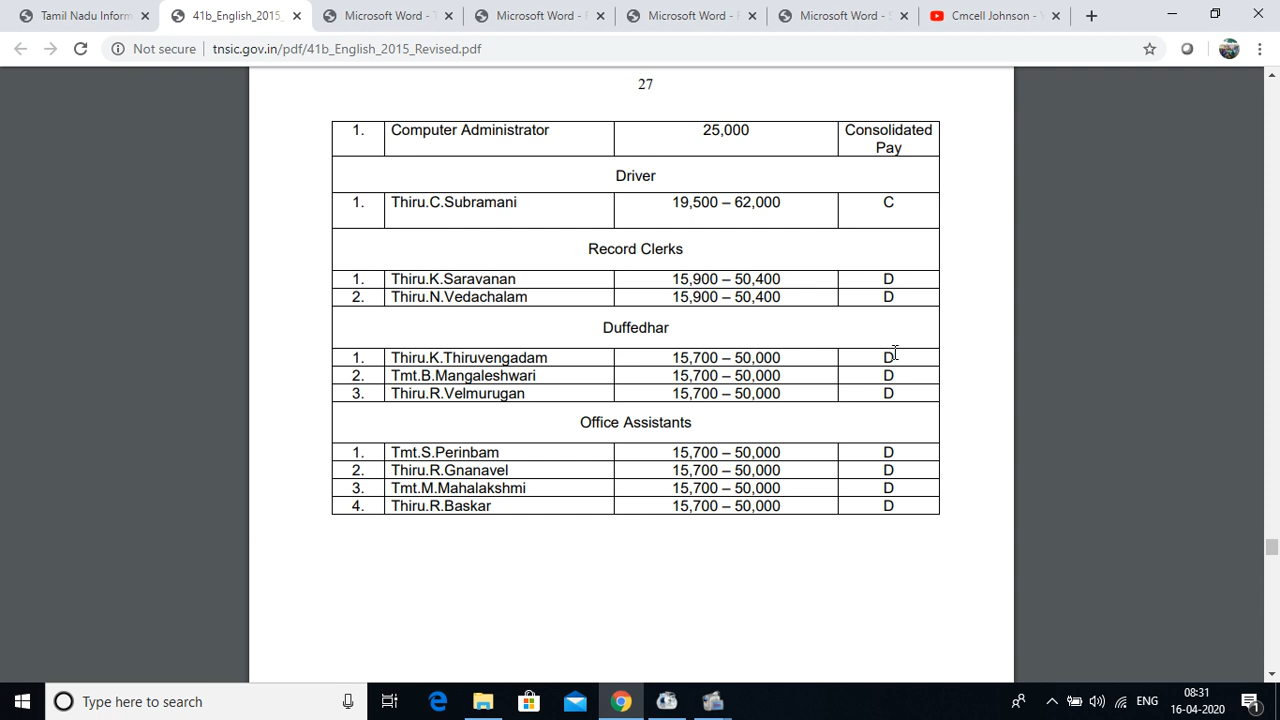 Tamil Nadu Inform
41b_English_2015_
Microsoft Word -
Microsoft Word -
Microsoft Word -
Microsoft Word -
Cmcell Johnson -
Not secure
tnsic.gov.in/pdf/41b_English_2015_Revised.pdf
27
1. Computer Administrator 25,000 Consolidated
Pay
Driver
1. Thiru.C.Subramani 19,500 – 62,000 C
Record Clerks
1. Thiru.K.Saravanan 15,900 – 50,400 D
2. Thiru.N.Vedachalam 15,900 – 50,400 D
Duffedhar
1. Thiru.K.Thiruvengadam 15,700 – 50,000 D
2. Tmt.B.Mangaleshwari 15,700 – 50,000 D
3. Thiru.R.Velmurugan 15,700 – 50,000 D
Office Assistants
1. Tmt.S.Perinbam 15,700 – 50,000 D
2. Thiru.R.Gnanavel 15,700 – 50,000 D
3. Tmt.M.Mahalakshmi 15,700 – 50,000 D
4. Thiru.R.Baskar 15,700 – 50,000 D
Type here to search
ENG
08:31
16-04-2020
1